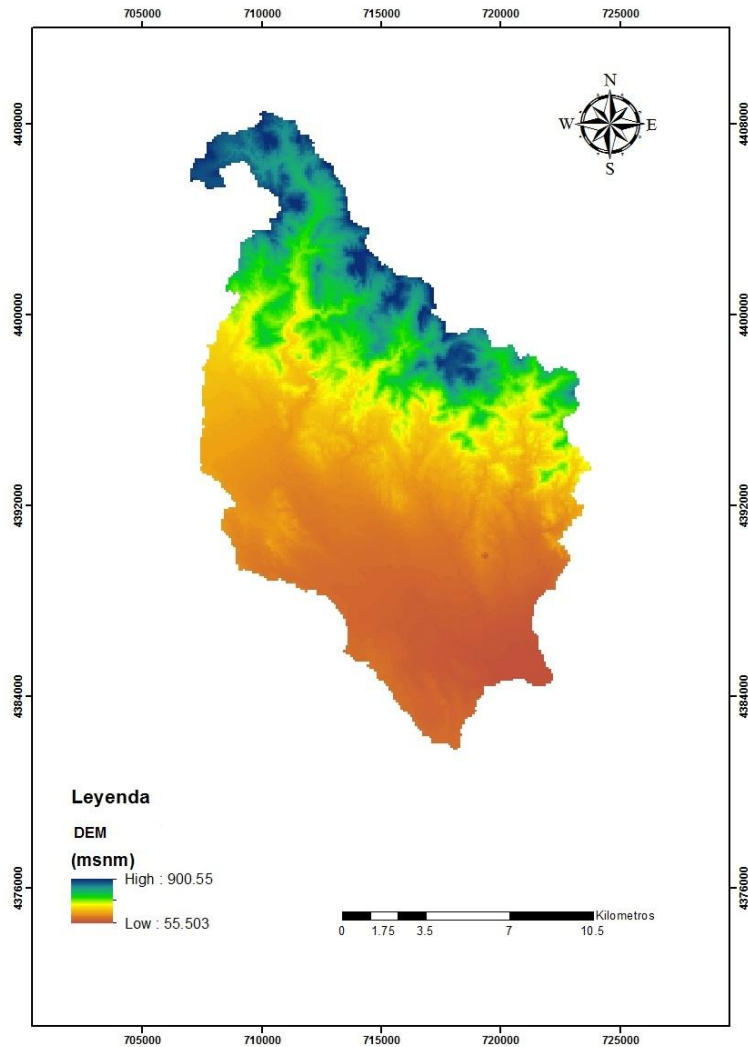 705000 710000 715000 720000 725000
N
W E
S
4408000 4408000
4400000 4400000
4392000 4392000
4384000 4384000
4376000 4376000
Leyenda
DEM
(msnm)
High : 900.55
Low : 55.503
Kilometros
0 1.75 3.5 7 10.5
705000 710000 715000 720000 725000